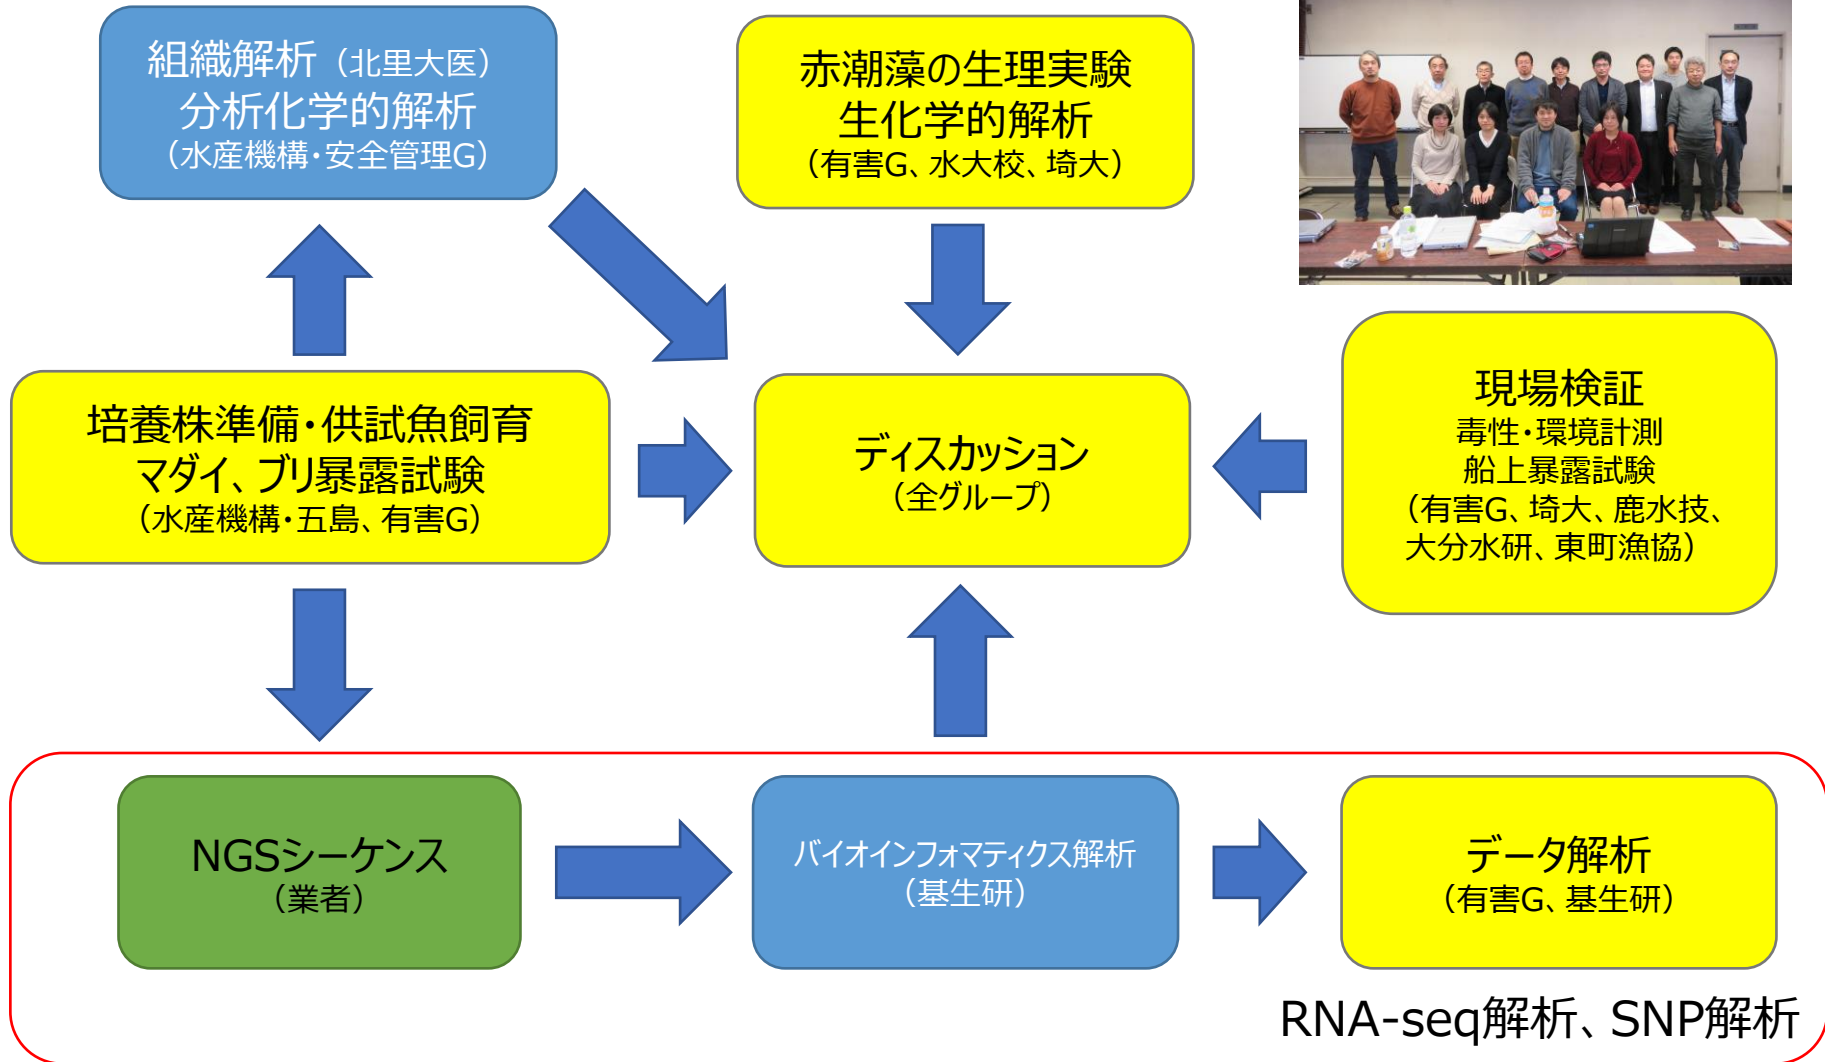 組織解析（北里大医）
分析化学的解析
（水産機構・安全管理G）
赤潮藻の生理実験
生化学的解析
（有害G、水大校、埼大）
培養株準備・供試魚飼育
マダイ、ブリ暴露試験
（水産機構・五島、有害G）
ディスカッション
（全グループ）
現場検証
毒性・環境計測
船上暴露試験
（有害G、埼大、鹿水技、
大分水研、東町漁協）
NGSシーケンス
（業者）
バイオインフォマティクス解析
（基生研）
データ解析
（有害G、基生研）
RNA-seq解析、SNP解析